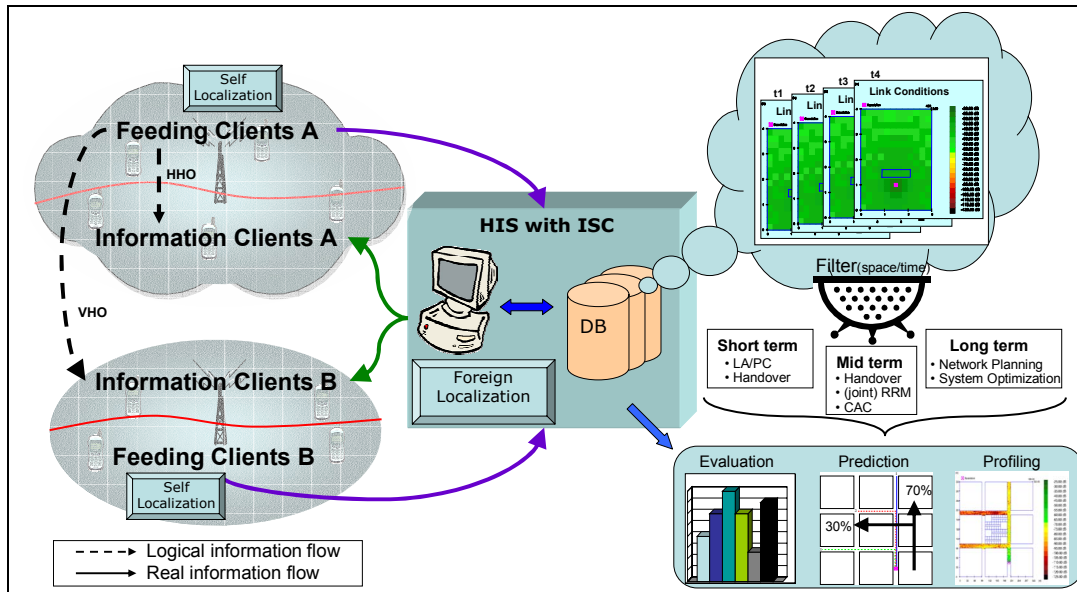 Self
Localization
Feeding Clients A
HHO
Information Clients A
VHO
Information Clients B
Feeding Clients B
Self
Localization
Logical information flow
Real information flow
HIS with ISC
DB
Foreign
Localization
t1
t2
t3
t4
Lin
Lin
Lin
Link Conditions
Filter(space/time)
Short term
• LA/PC
• Handover
Mid term
• Handover
• (joint) RRM
• CAC
Long term
• Network Planning
• System Optimization
Evaluation
Prediction
Profiling
70%
30%